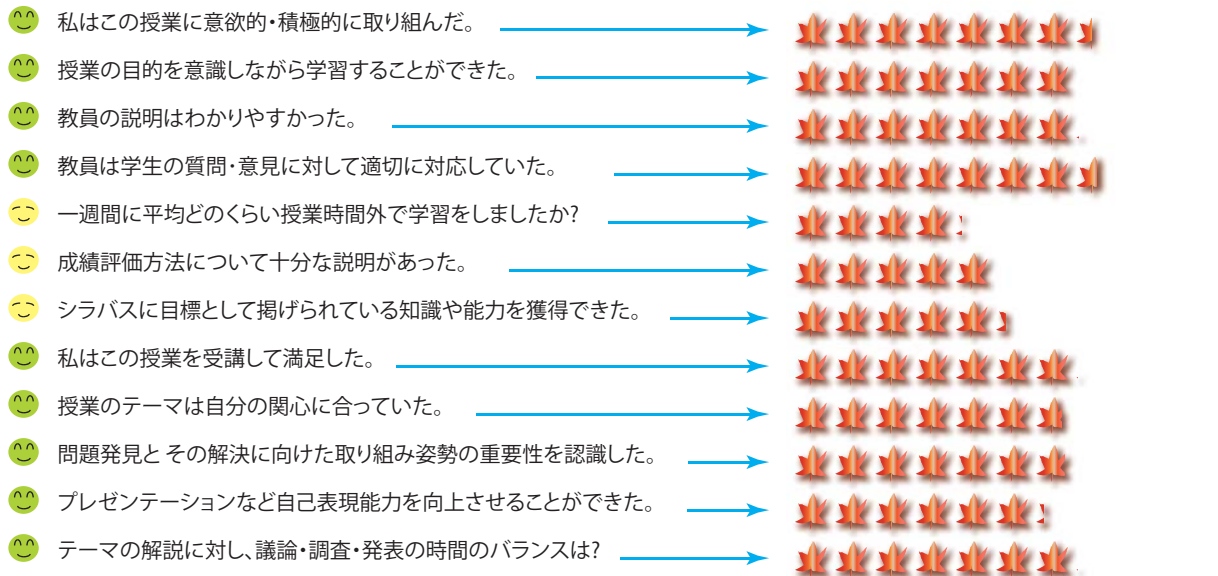 私はこの授業に意欲的・積極的に取り組んだ。
授業の目的を意識しながら学習することができた。
教員の説明はわかりやすかった。
教員は学生の質問・意見に対して適切に対応していた。
一週間に平均どのくらい授業時間外で学習をしましたか?
成績評価方法について十分な説明があった。
シラバスに目標として掲げられている知識や能力を獲得できた。
私はこの授業を受講して満足した。
授業のテーマは自分の関心に合っていた。
問題発見と その解決に向けた取り組み姿勢の重要性を認識した。
プレゼンテーションなど自己表現能力を向上させることができた。
テーマの解説に対し、議論・調査・発表の時間のバランスは?